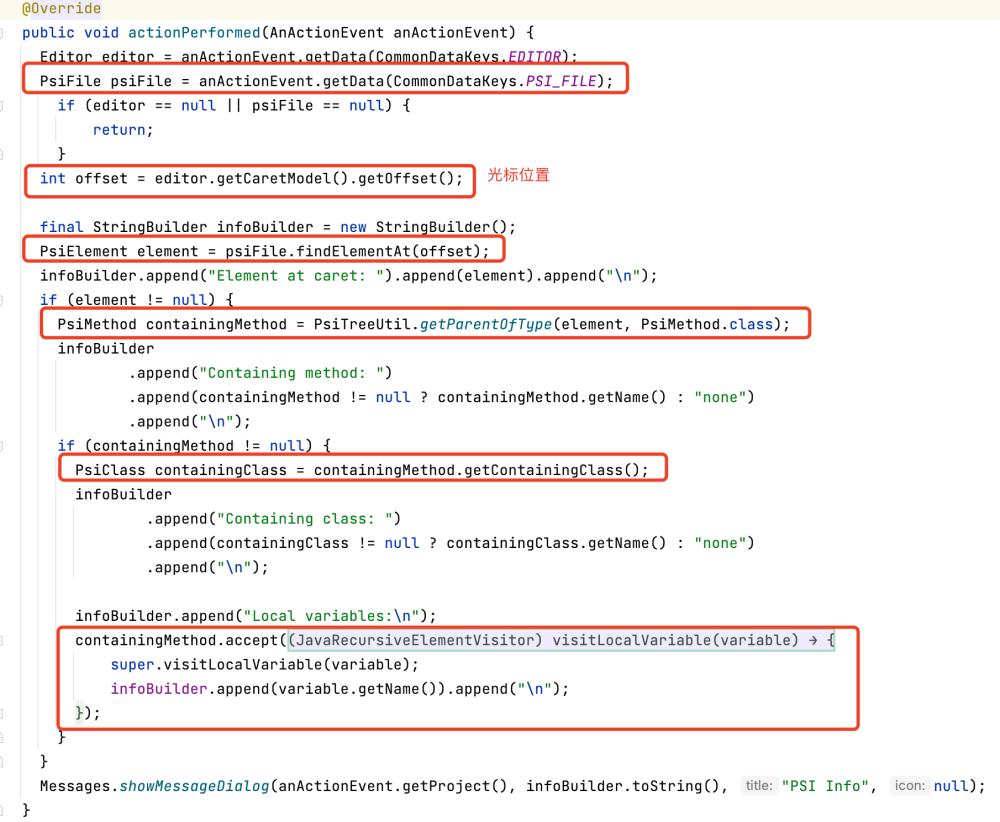 @Override
public void actionPerformed(AnActionEvent anActionEvent) {
Editor editor = anActionEvent.getData(CommonDataKeys.EDITOR);
PsiFile psiFile = anActionEvent.getData(CommonDataKeys.PSI_FILE);
if (editor == null || psiFile == null) {
return;
}
int offset = editor.getCaretModel().getOffset(); 光标位置
final StringBuilder infoBuilder = new StringBuilder();
PsiElement element = psiFile.findElementAt(offset);
infoBuilder.append("Element at caret: ").append(element).append("\n");
if (element != null) {
PsiMethod containingMethod = PsiTreeUtil.getParentOfType(element, PsiMethod.class);
infoBuilder
.append("Containing method: ")
.append(containingMethod != null ? containingMethod.getName() : "none")
.append("\n");
if (containingMethod != null) {
PsiClass containingClass = containingMethod.getContainingClass();
infoBuilder
.append("Containing class: ")
.append(containingClass != null ? containingClass.getName() : "none")
.append("\n");
infoBuilder.append("Local variables:\n");
containingMethod.accept((JavaRecursiveElementVisitor) visitLocalVariable(variable) → {
super.visitLocalVariable(variable);
infoBuilder.append(variable.getName()).append("\n");
});
}
}
Messages.showMessageDialog(anActionEvent.getProject(), infoBuilder.toString(), title: "PSI Info", icon: null);
}